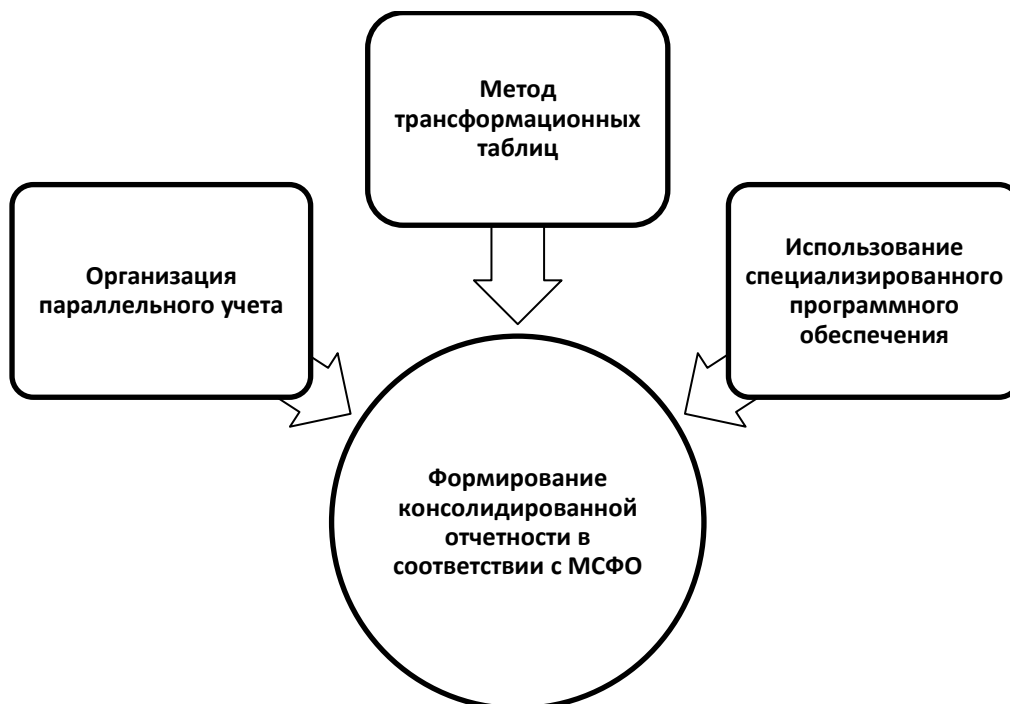 Метод
трансформационных
таблиц
Организация
параллельного учета
Использование
специализированного
программного
обеспечения
Формирование
консолидированной
отчетности в
соответствии с МСФО